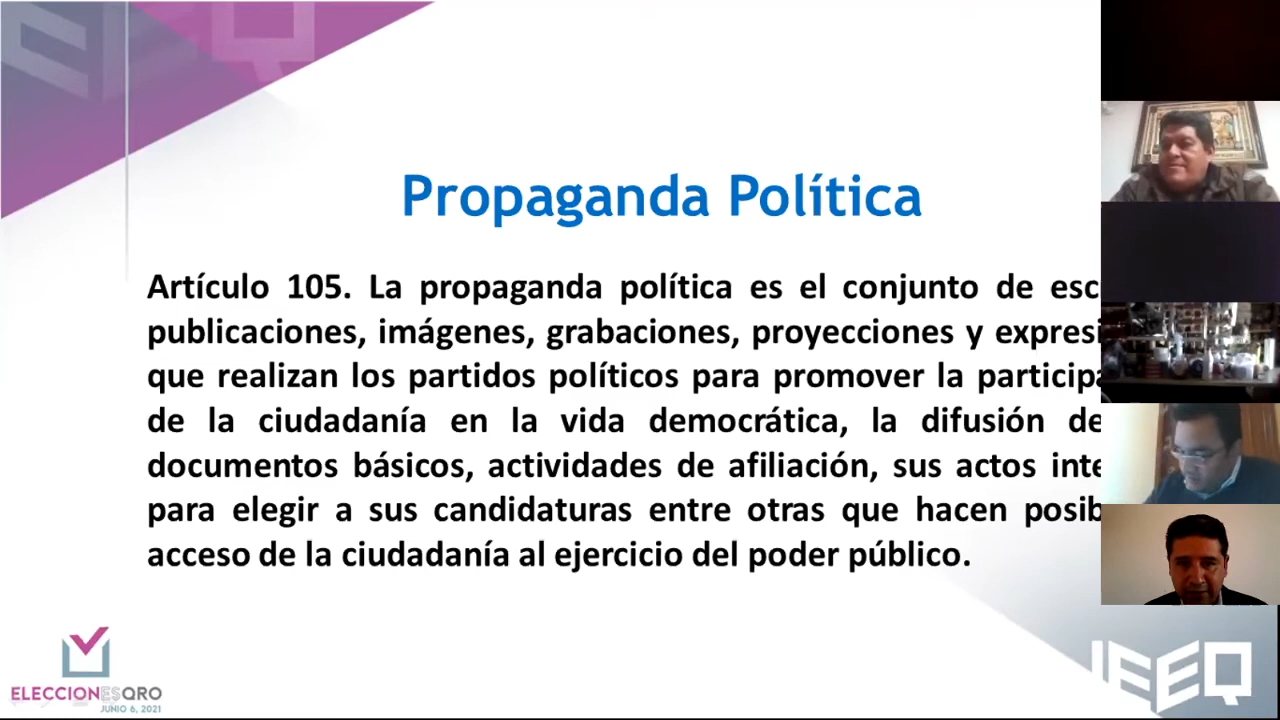 Propaganda Política
Artículo 105. La propaganda política es el conjunto de esc
publicaciones, imágenes, grabaciones, proyecciones y expresi
que realizan los partidos políticos para promover la particip
de la ciudadanía en la vida democrática, la difusión de
documentos básicos, actividades de afiliación, sus actos inte
para elegir a sus candidaturas entre otras que hacen posib
acceso de la ciudadanía al ejercicio del poder público.
ELECCIONESQRO
JUNIO 6, 2021
IEEQ